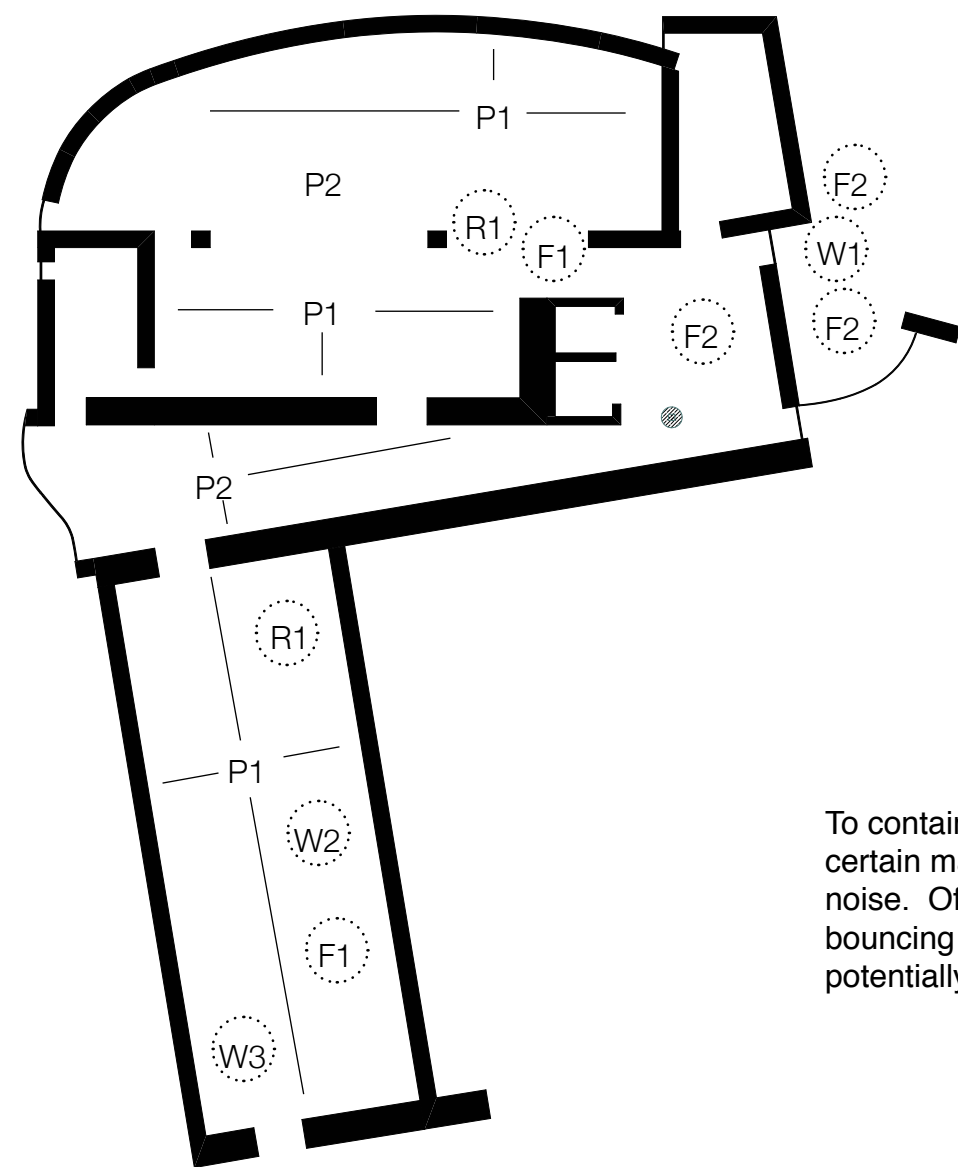 P1
P2
F2
R1
F1
W1
P1
F2
F2
P2
R1
P1
W2
F1
W3
To contain
certain
noise. Of
bouncing
potentially